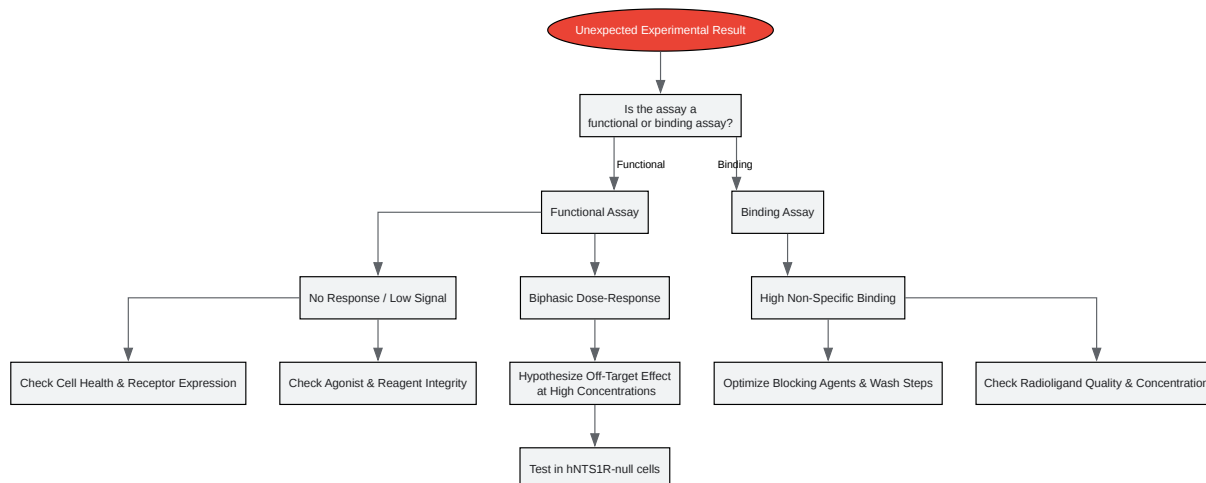 Unexpected Experimental Result
Is the assay a
functional or binding assay?
Functional
Binding
Functional Assay
Binding Assay
No Response / Low Signal
Biphasic Dose-Response
High Non-Specific Binding
Check Cell Health & Receptor Expression
Check Agonist & Reagent Integrity
Hypothesize Off-Target Effect
at High Concentrations
Optimize Blocking Agents & Wash Steps
Check Radioligand Quality & Concentration
Test in hNTS1R-null cells